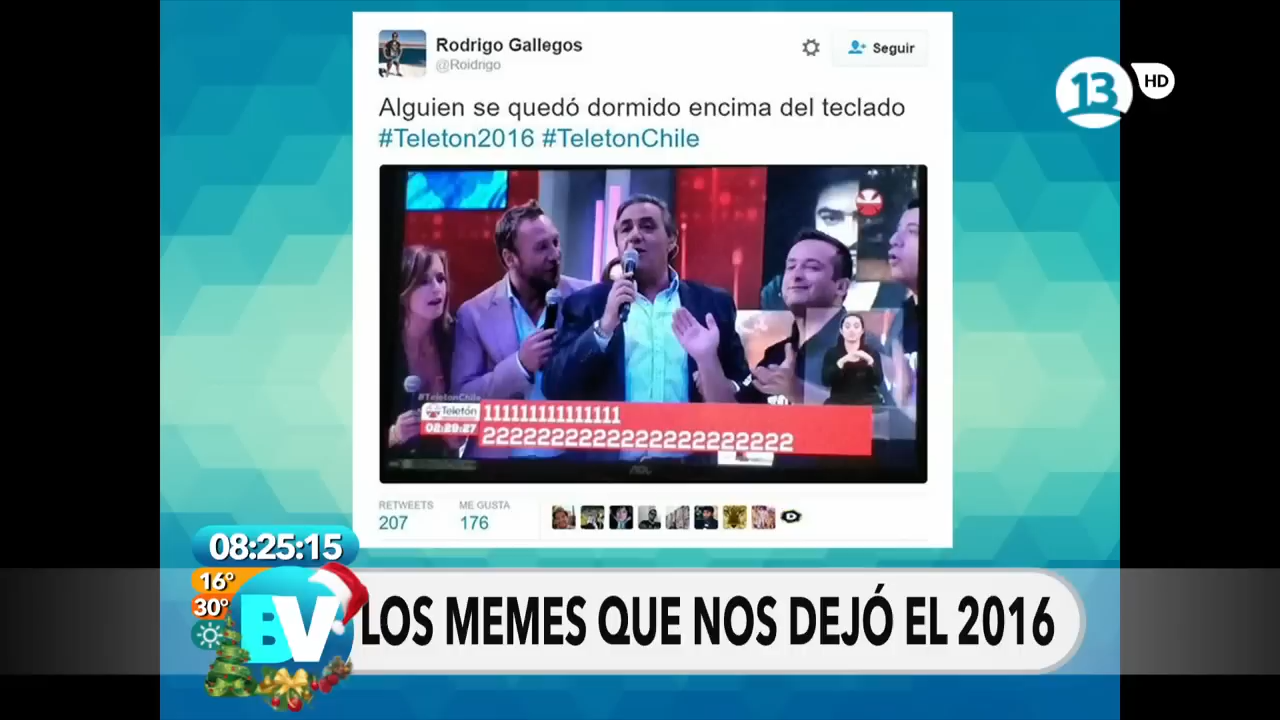 Rodrigo Gallegos
@Roidrigo
Seguir
Alguien se quedó dormido encima del teclado
#Teleton2016 #TeletonChile
13 HD
#TeletonChile
Teletón
111111111111111
02:29:27
2222222222222222222222222
AOC
RETWEETS
ME GUSTA
207
176
08:25:15
16°
30°
BV
LOS MEMES QUE NOS DEJÓ EL 2016